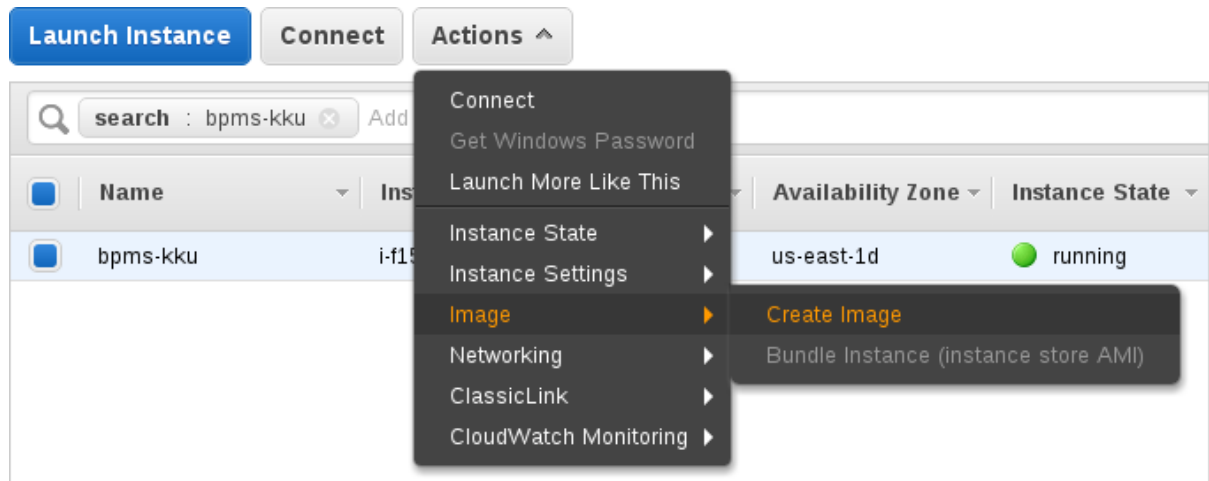 Launch Instance Connect Actions
Connect
search : bpms-kku Add
Get Windows Password
Launch More Like This
Name Ins Availability Zone Instance State
Instance State
bpms-kku i-f15 us-east-1d running
Instance Settings
Image Create Image
Networking Bundle Instance (instance store AMI)
ClassicLink
CloudWatch Monitoring